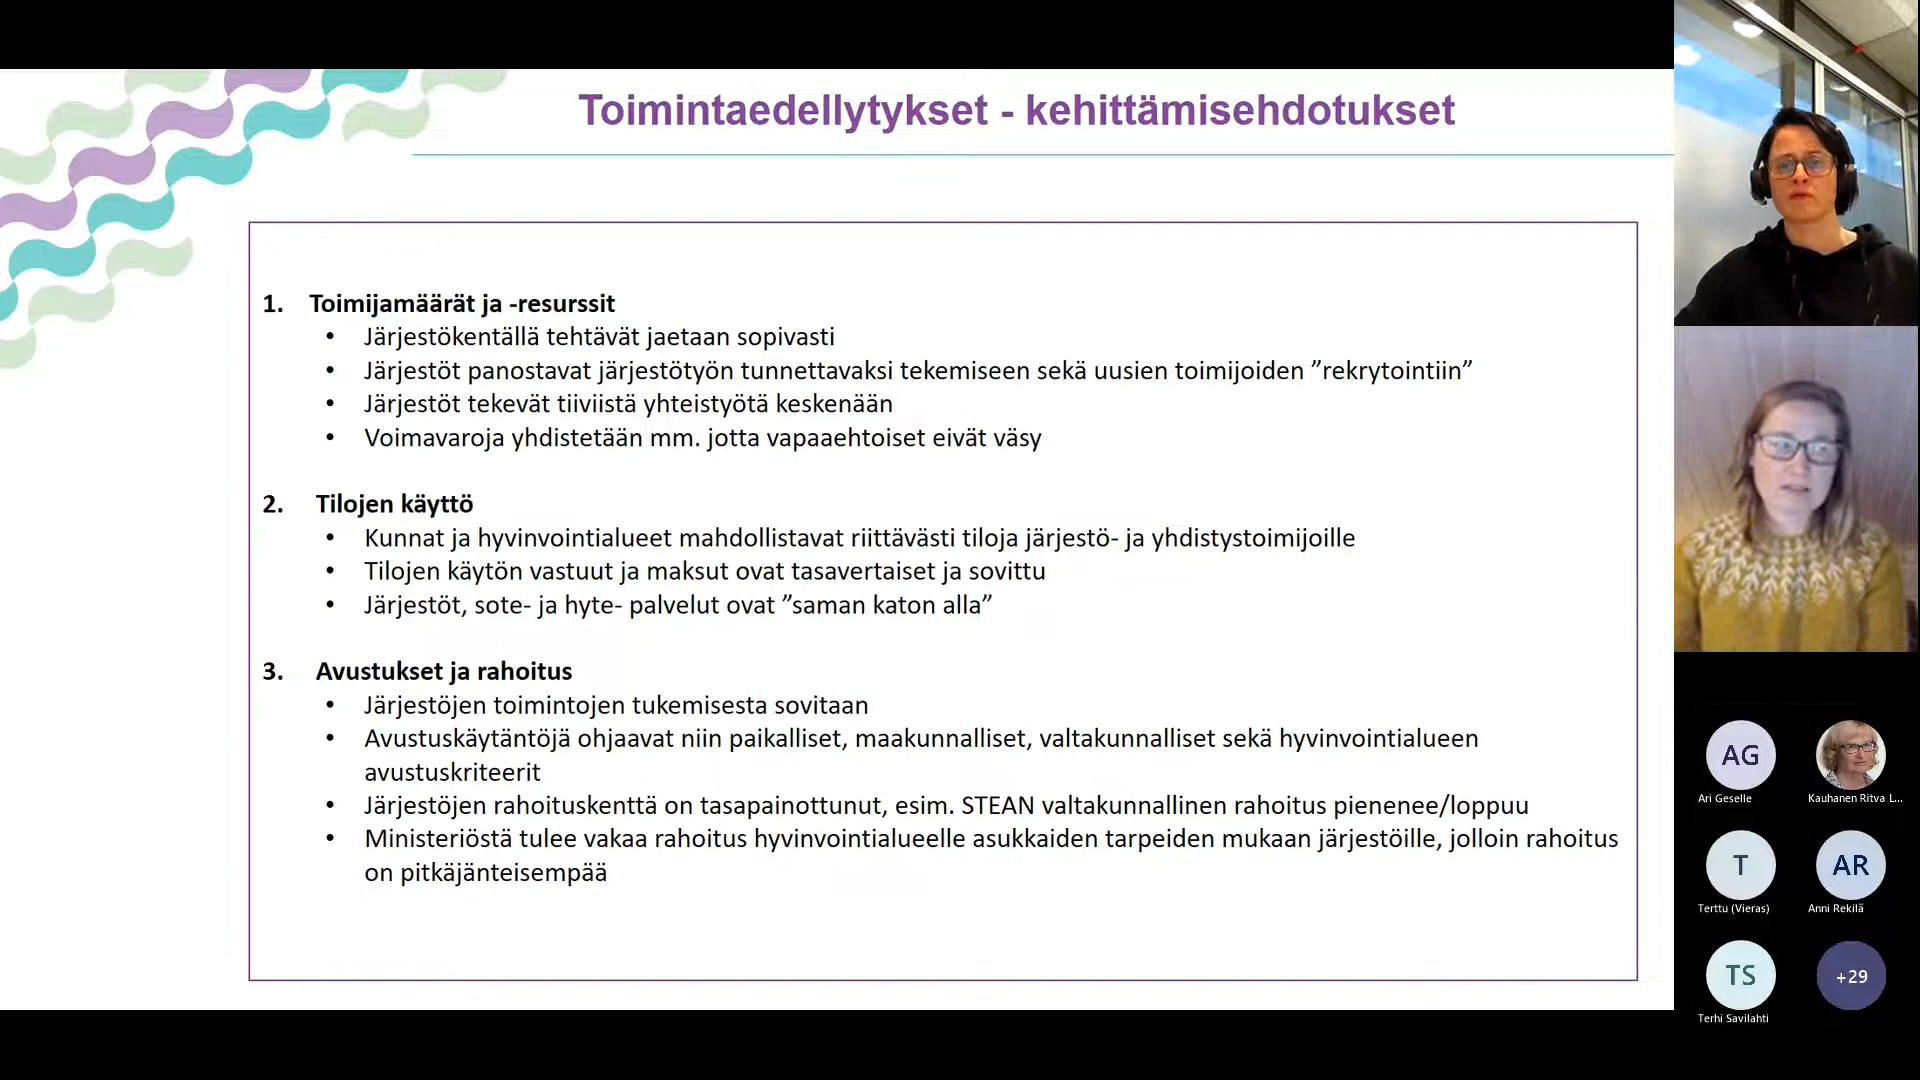 Toimintaedellytykset - kehittämisehdotukset
1. Toimijamäärät ja -resurssit
• Järjestökentällä tehtävät jaetaan sopivasti
• Järjestöt panostavat järjestötyön tunnettavaksi tekemiseen sekä uusien toimijoiden ”rekrytointiin”
• Järjestöt tekevät tiiviistä yhteistyötä keskenään
• Voimavaroja yhdistetään mm. jotta vapaaehtoiset eivät väsy
2. Tilojen käyttö
• Kunnat ja hyvinvointialueet mahdollistavat riittävästi tiloja järjestö- ja yhdistystoimijoille
• Tilojen käytön vastuut ja maksut ovat tasavertaiset ja sovittu
• Järjestöt, sote- ja hyte- palvelut ovat ”saman katon alla”
3. Avustukset ja rahoitus
• Järjestöjen toimintojen tukemisesta sovitaan
• Avustuskäytäntöjä ohjaavat niin paikalliset, maakunnalliset, valtakunnalliset sekä hyvinvointialueen
avustuskriteerit
• Järjestöjen rahoituskenttä on tasapainottunut, esim. STEAN valtakunnallinen rahoitus pienenee/loppuu
• Ministeriöstä tulee vakaa rahoitus hyvinvointialueelle asukkaiden tarpeiden mukaan järjestöille, jolloin rahoitus
on pitkäjänteisempää
AG
Ari Geselle
Kauhanen Ritva L...
T
AR
Terttu (Vieras)
Anni Rekilä
TS
+29
Terhi Savilahti